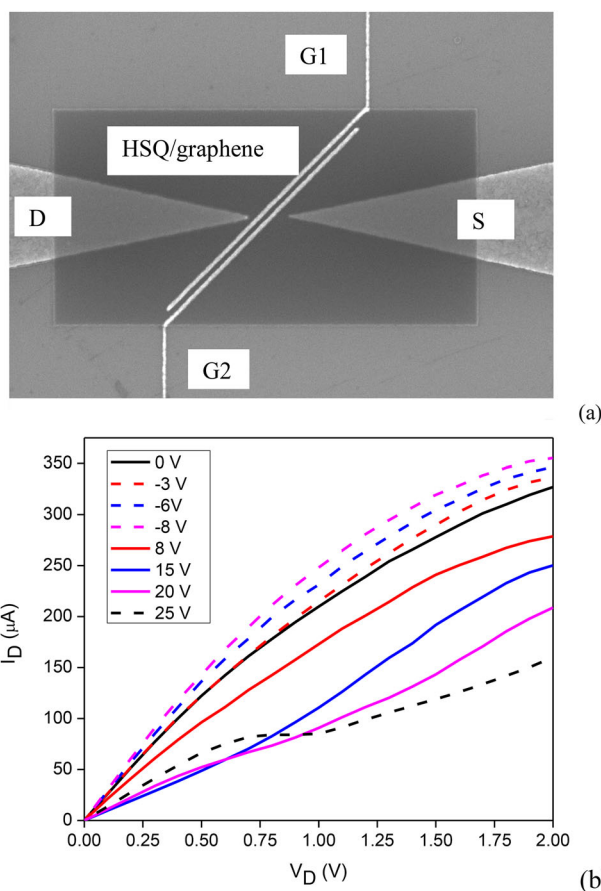 G1
HSQ/graphene
D
S
G2
(a)
350
300
250
200
150
100
50
0
I_D (μA)
0 V
-3 V
-6V
-8 V
8 V
15 V
20 V
25 V
0.00 0.25 0.50 0.75 1.00 1.25 1.50 1.75 2.00
V_D (V)
(b